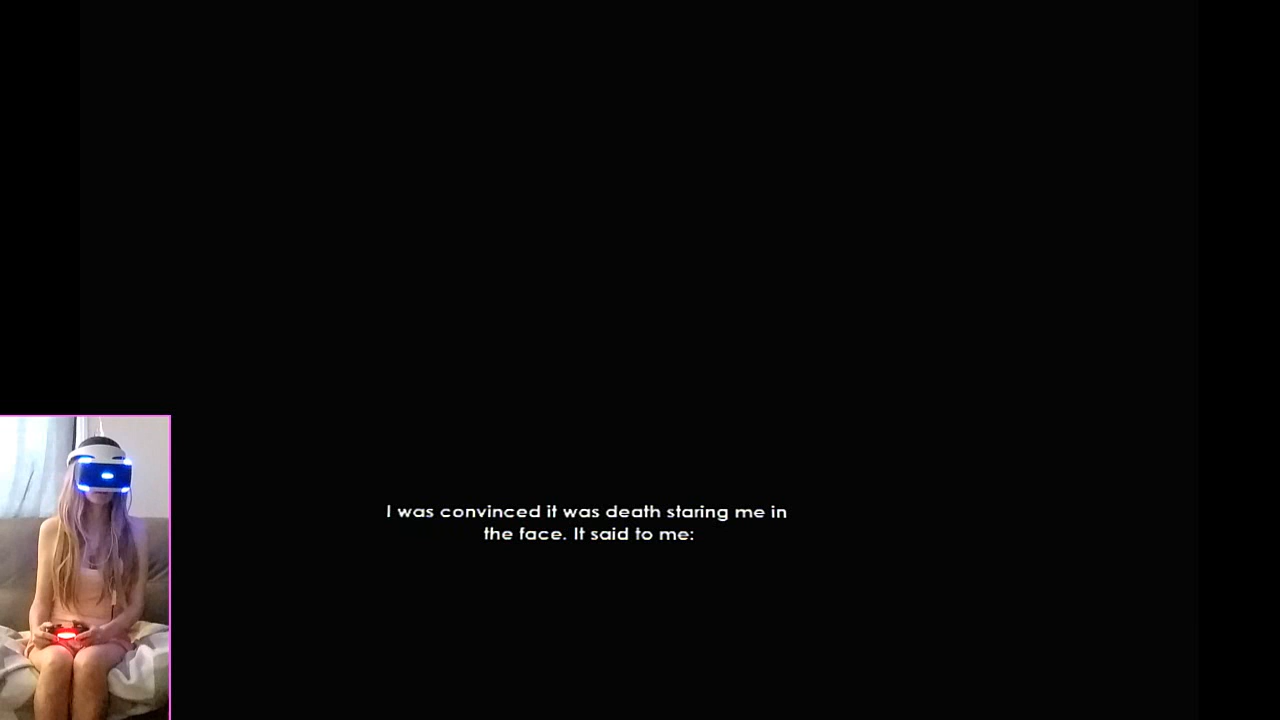 I was convinced it was death staring me in
the face. It said to me: